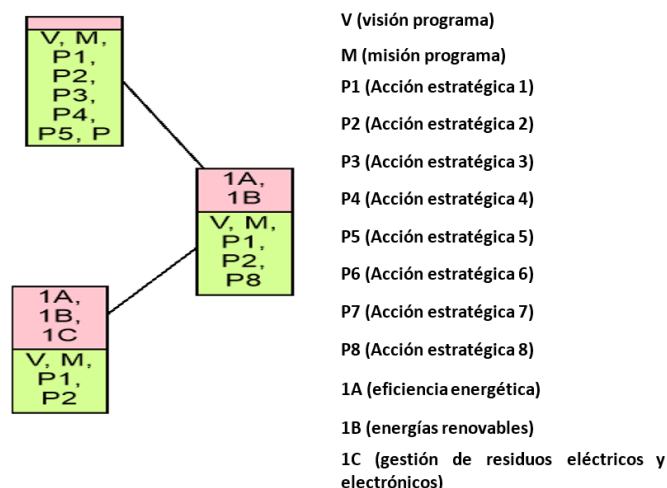 V, M,
P1,
P2,
P3,
P4,
P5, P
1A,
1B
V, M,
P1,
P2,
P8
1A,
1B,
1C
V, M,
P1,
P2
V (visión programa)
M (misión programa)
P1 (Acción estratégica 1)
P2 (Acción estratégica 2)
P3 (Acción estratégica 3)
P4 (Acción estratégica 4)
P5 (Acción estratégica 5)
P6 (Acción estratégica 6)
P7 (Acción estratégica 7)
P8 (Acción estratégica 8)
1A (eficiencia energética)
1B (energías renovables)
1C (gestión de residuos eléctricos y
electrónicos)